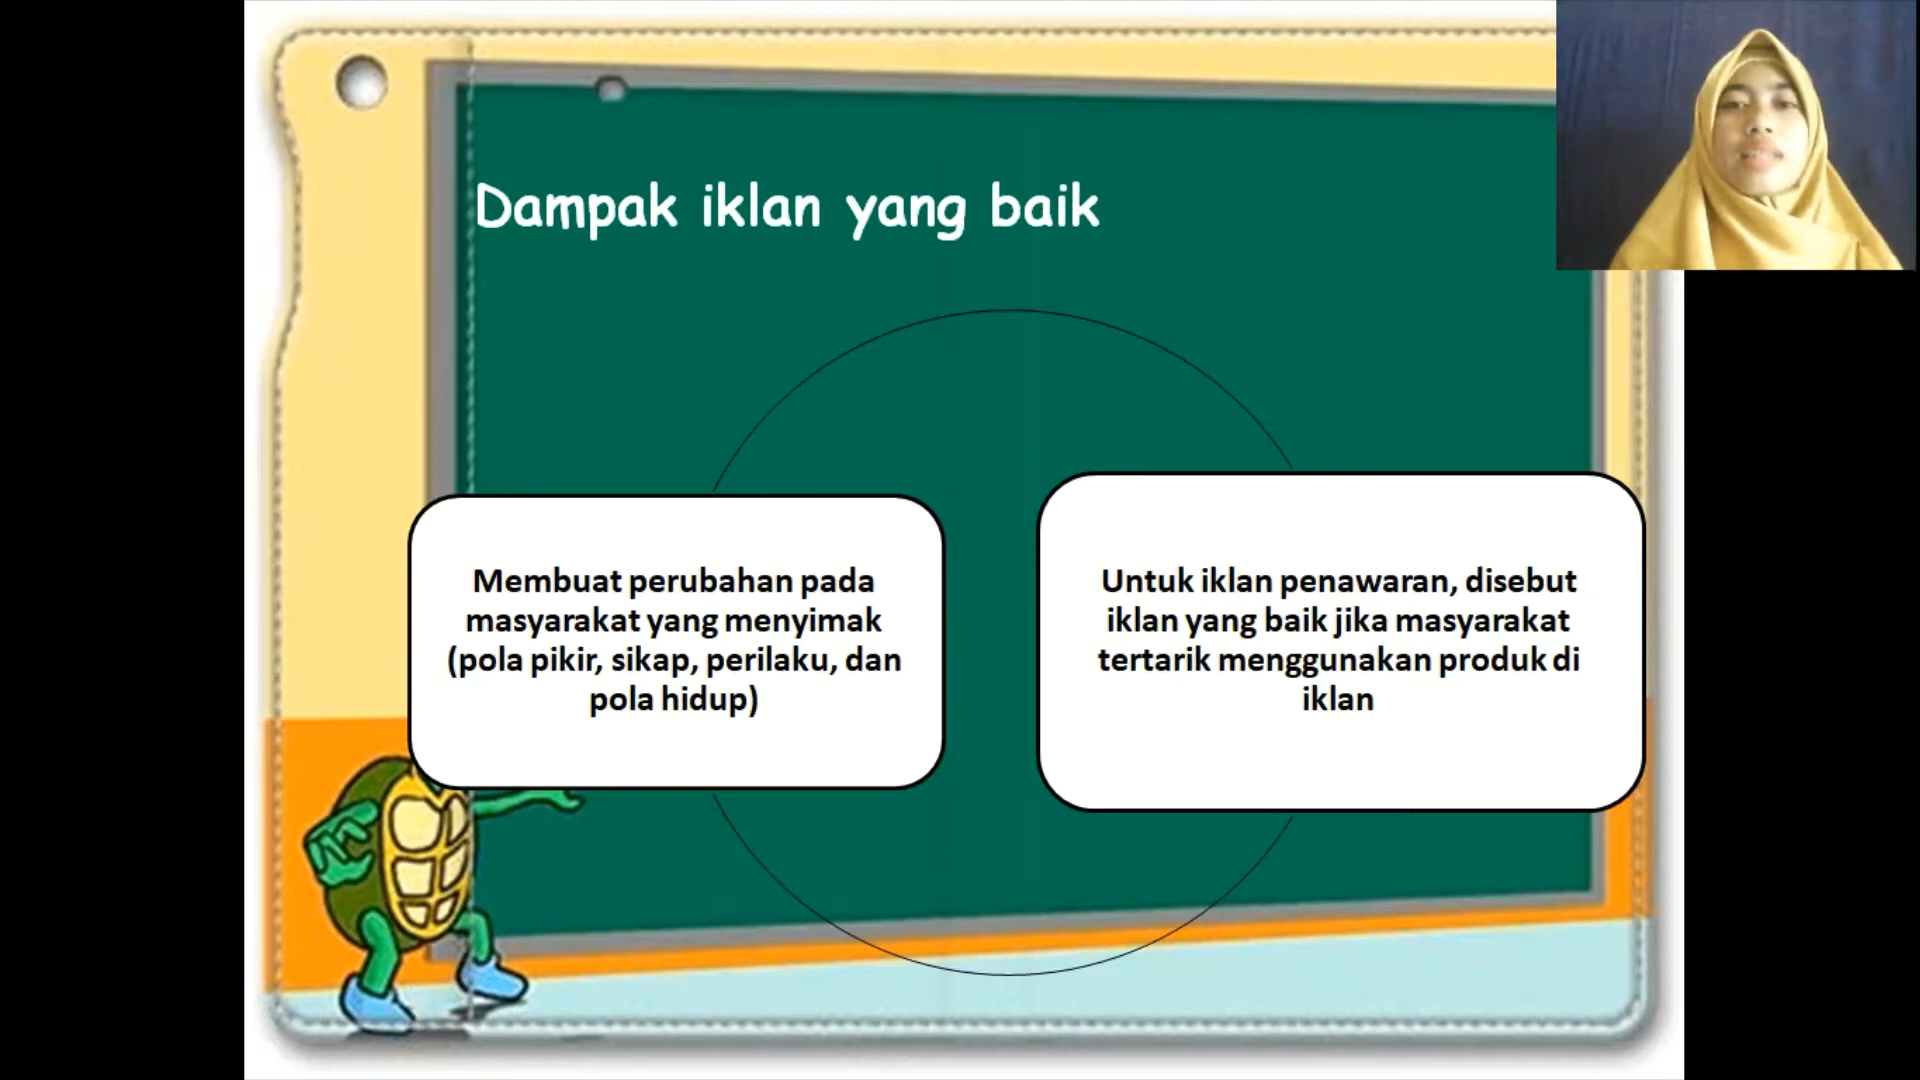 Dampak iklan yang baik
Membuat perubahan pada
masyarakat yang menyimak
(pola pikir, sikap, perilaku, dan
pola hidup)
Untuk iklan penawaran, disebut
iklan yang baik jika masyarakat
tertarik menggunakan produk di
iklan